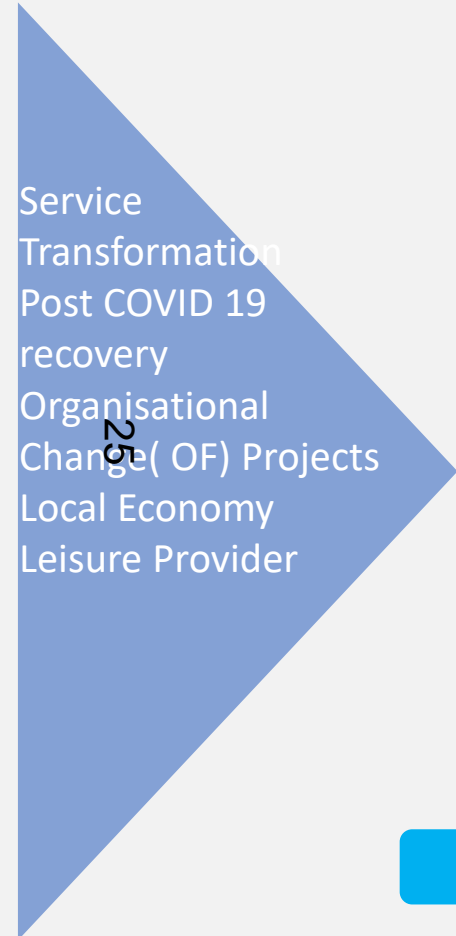 Service
Transformation
Post COVID 19
recovery
Organisational
Change( OF) Projects
Local Economy
Leisure Provider
25